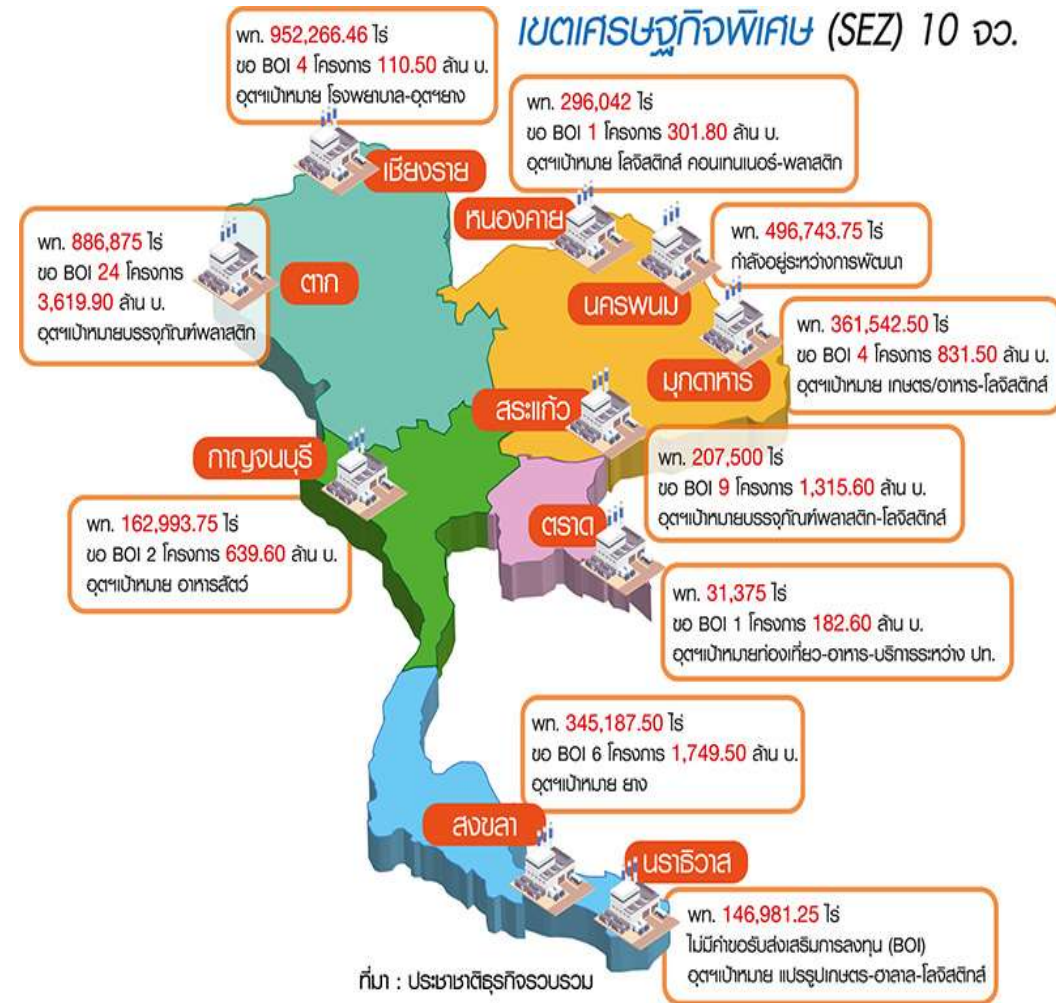 เขตเศรษฐกิจพิเศษ (SEZ) 10 จว.
พท. 952,266.46 ไร่
ขอ BOI 4 โครงการ 110.50 ล้าน บ.
อุตฯเป้าหมาย โรงพยาบาล-อุตฯยาง
เชียงราย
พท. 296,042 ไร่
ขอ BOI 1 โครงการ 301.80 ล้าน บ.
อุตฯเป้าหมาย โลจิสติกส์ คอนเทนเนอร์-พลาสติก
หนองคาย
พท. 886,875 ไร่
ขอ BOI 24 โครงการ
3,619.90 ล้าน บ.
อุตฯเป้าหมายบรรจุภัณฑ์พลาสติก
ตาก
พท. 496,743.75 ไร่
กำลังอยู่ระหว่างการพัฒนา
นครพนม
พท. 361,542.50 ไร่
ขอ BOI 4 โครงการ 831.50 ล้าน บ.
อุตฯเป้าหมาย เกษตร/อาหาร-โลจิสติกส์
มุกดาหาร
สระแก้ว
พท. 207,500 ไร่
ขอ BOI 9 โครงการ 1,315.60 ล้าน บ.
อุตฯเป้าหมายบรรจุภัณฑ์พลาสติก-โลจิสติกส์
กาญจนบุรี
พท. 162,993.75 ไร่
ขอ BOI 2 โครงการ 639.60 ล้าน บ.
อุตฯเป้าหมาย อาหารสัตว์
ตราด
พท. 31,375 ไร่
ขอ BOI 1 โครงการ 182.60 ล้าน บ.
อุตฯเป้าหมายท่องเที่ยว-อาหาร-บริการระหว่าง ปท.
พท. 345,187.50 ไร่
ขอ BOI 6 โครงการ 1,749.50 ล้าน บ.
อุตฯเป้าหมาย ยาง
สงขลา
นราธิวาส
พท. 146,981.25 ไร่
ไม่มีคำขอรับส่งเสริมการลงทุน (BOI)
อุตฯเป้าหมาย แปรรูปเกษตร-ฮาลาล-โลจิสติกส์
ที่มา : ประชาชาติธุรกิจรวบรวม